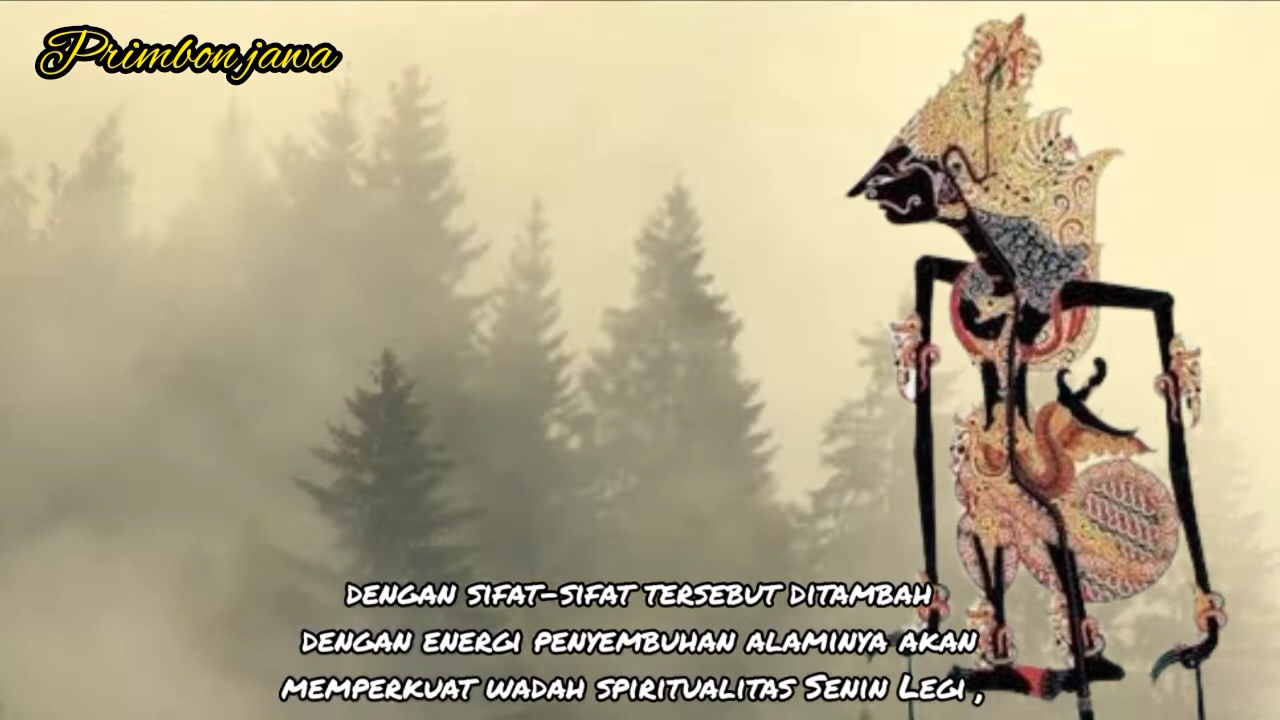 Primbon jawa
DENGAN SIFAT-SIFAT TERSEBUT DITAMBAH
DENGAN ENERGI PENYEMBUHAN ALAMINYA AKAN
MEMPERKUAT WADAH SPIRITUALITAS SENIN LEGI ,